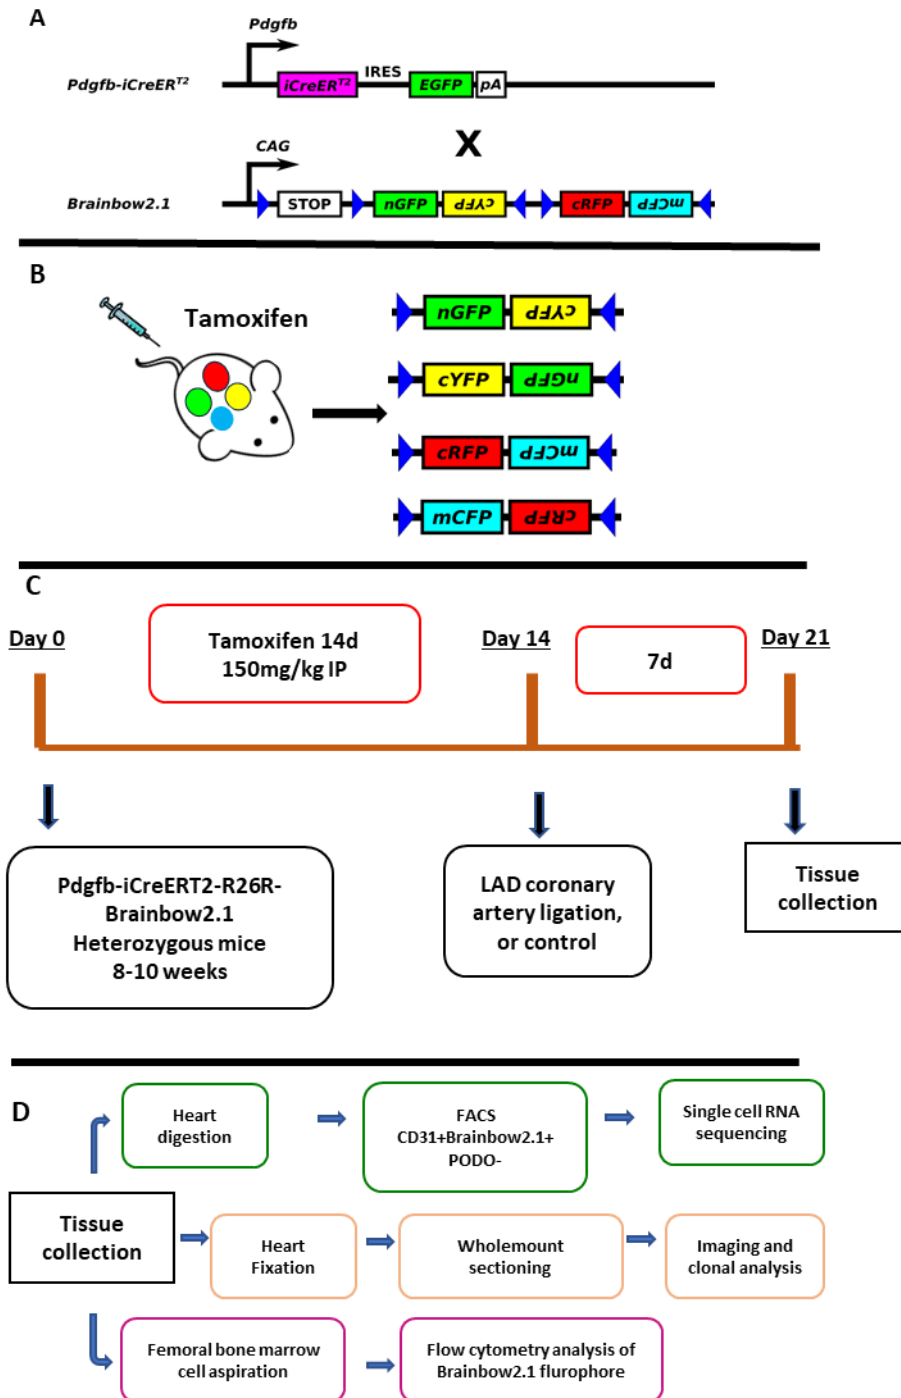 A
Pdgfb
Pdgfb-iCreERT2
iCreERT2
IRES
EGFP
pA
X
CAG
Brainbow2.1
STOP
nGFP
cYFP
cRFP
mCFP
B
Tamoxifen
nGFP
cYFP
cYFP
nGFP
cRFP
mCFP
mCFP
cRFP
C
Day 0
Tamoxifen 14d
150mg/kg IP
Day 14
7d
Day 21
Pdgfb-iCreERT2-R26R-
Brainbow2.1
Heterozygous mice
8-10 weeks
LAD coronary
artery ligation,
or control
Tissue
collection
D
Heart
digestion
FACS
CD31+Brainbow2.1+
PODO-
Single cell RNA
sequencing
Tissue
collection
Heart
Fixation
Wholemount
sectioning
Imaging and
clonal analysis
Femoral bone marrow
cell aspiration
Flow cytometry analysis of
Brainbow2.1 flurophore